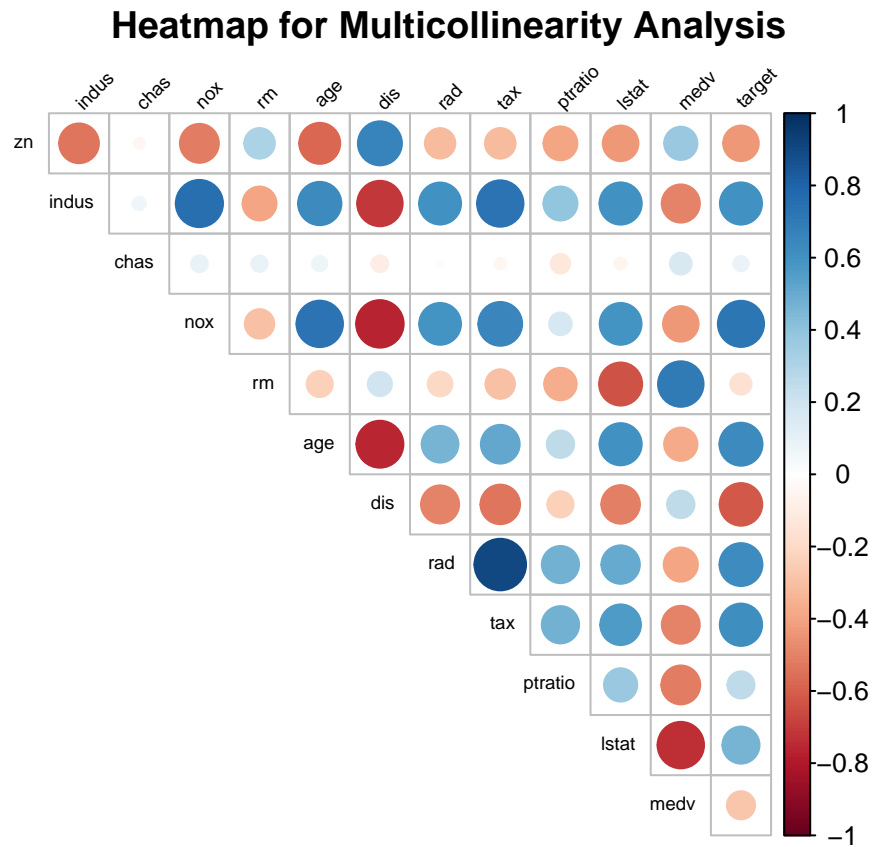 Heatmap for Multicollinearity Analysis
indus chas nox rm age dis rad tax ptratio lstat medv target
zn
indus
chas
nox
rm
age
dis
rad
tax
ptratio
lstat
medv
1
0.8
0.6
0.4
0.2
0
−0.2
−0.4
−0.6
−0.8
−1